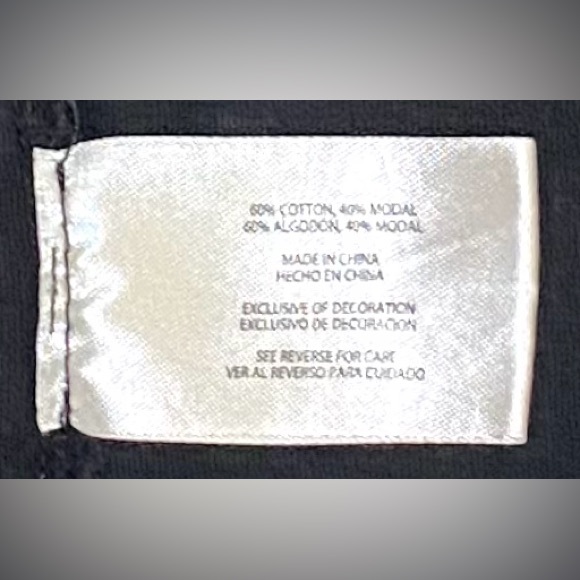 60% COTTON, 40% MODAL
60% ALGODÓN, 40% MODAL
MADE IN CHINA
HECHO EN CHINA
EXCLUSIVE OF DECORATION
EXCLUSIVO DE DECORACION
SEE REVERSE FOR CARE
VER AL REVERSO PARA CUIDADO